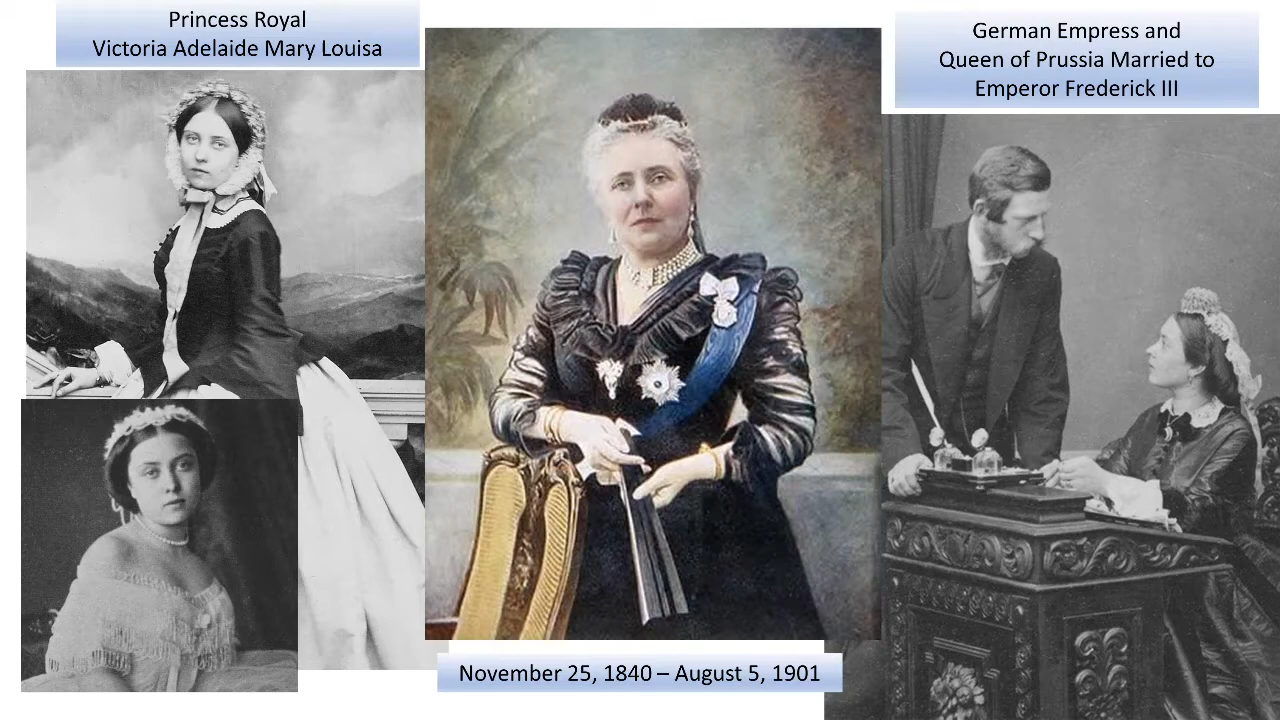 Princess Royal
Victoria Adelaide Mary Louisa
German Empress and
Queen of Prussia Married to
Emperor Frederick III
November 25, 1840 – August 5, 1901